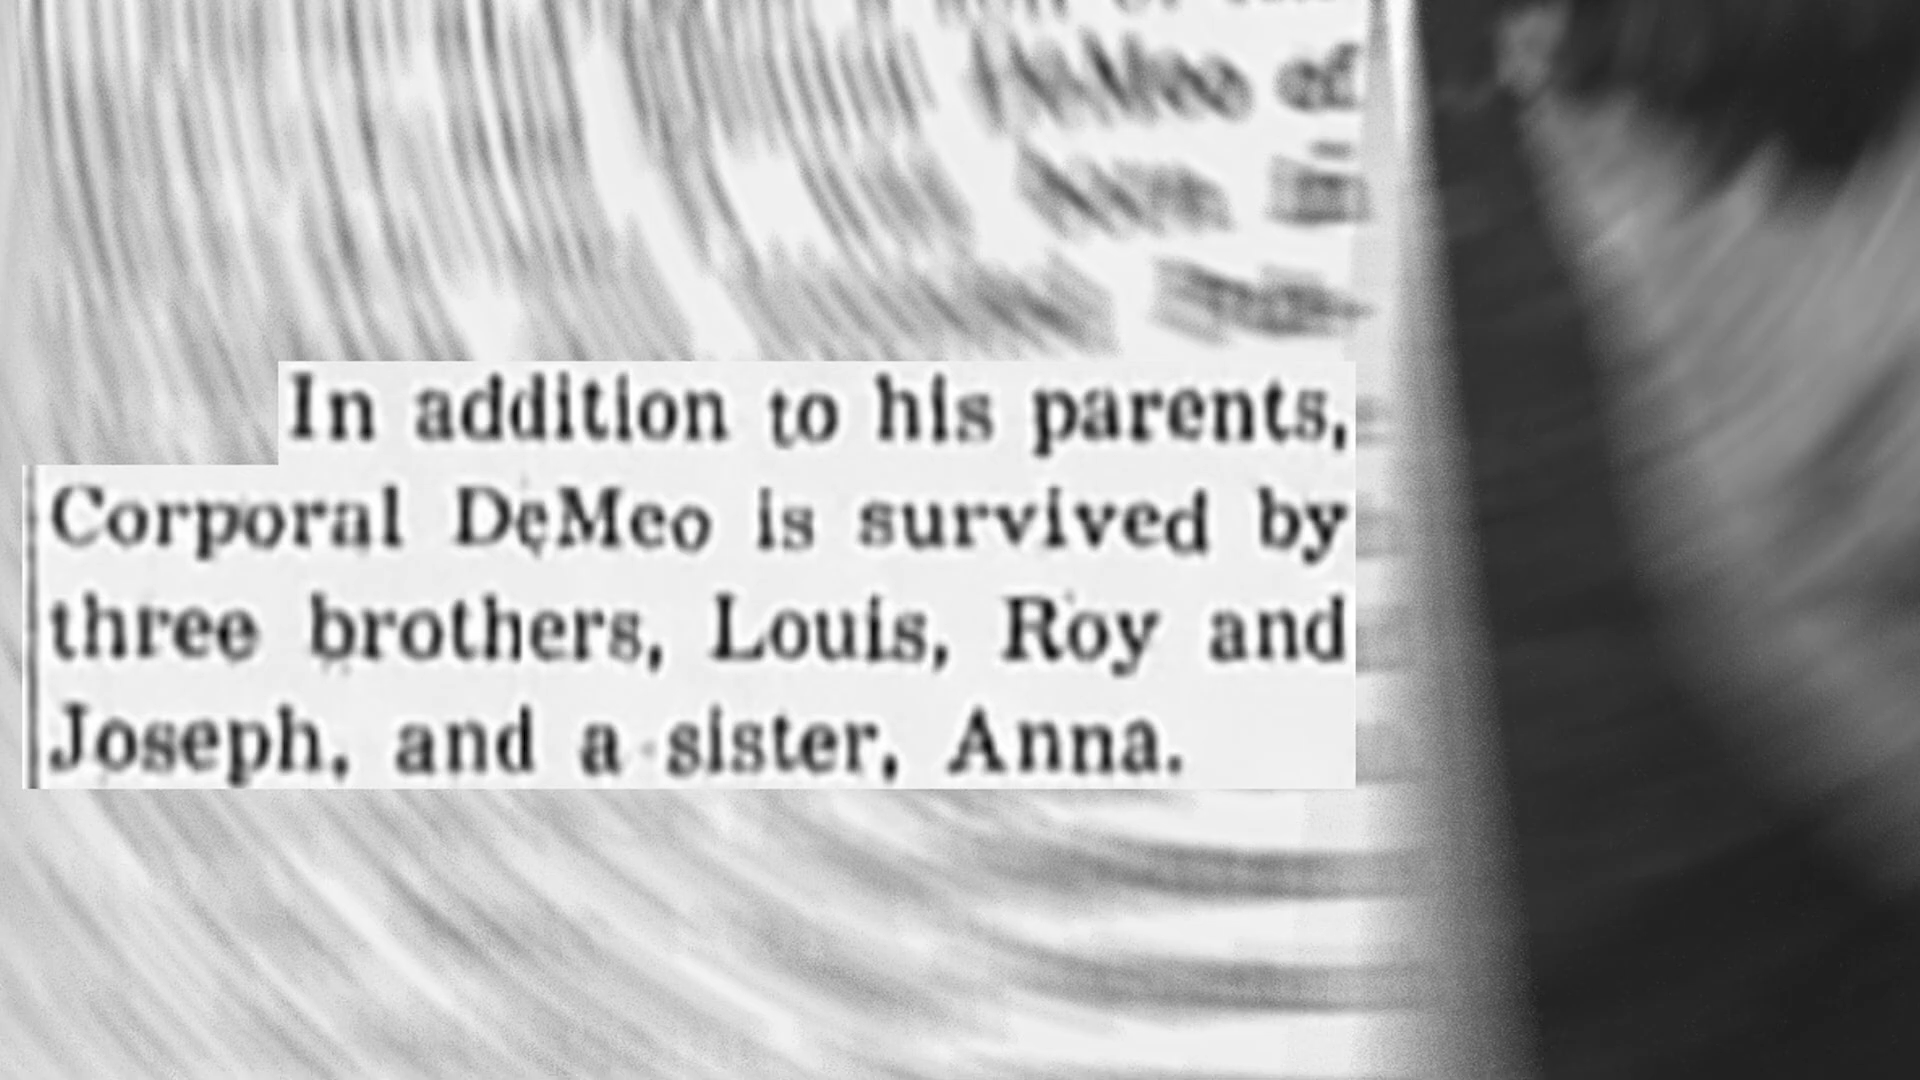 In addition to his parents,
Corporal DeMeo is survived by
three brothers, Louis, Roy and
Joseph, and a sister, Anna.